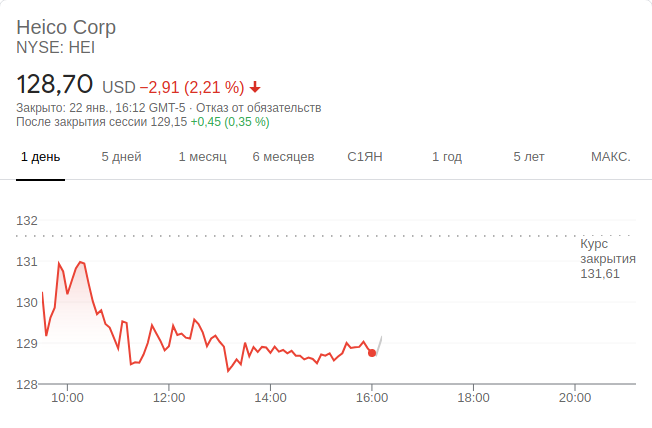 Heico Corp
NYSE: HEI
128,70 USD −2,91 (2,21 %)
Закрыто: 22 янв., 16:12 GMT-5 · Отказ от обязательств
После закрытия сессии 129,15 +0,45 (0,35 %)
1 день 5 дней 1 месяц 6 месяцев С1ЯН 1 год 5 лет МАКС.
132
Курс
закрытия
131,61
131
130
129
128
10:00 12:00 14:00 16:00 18:00 20:00